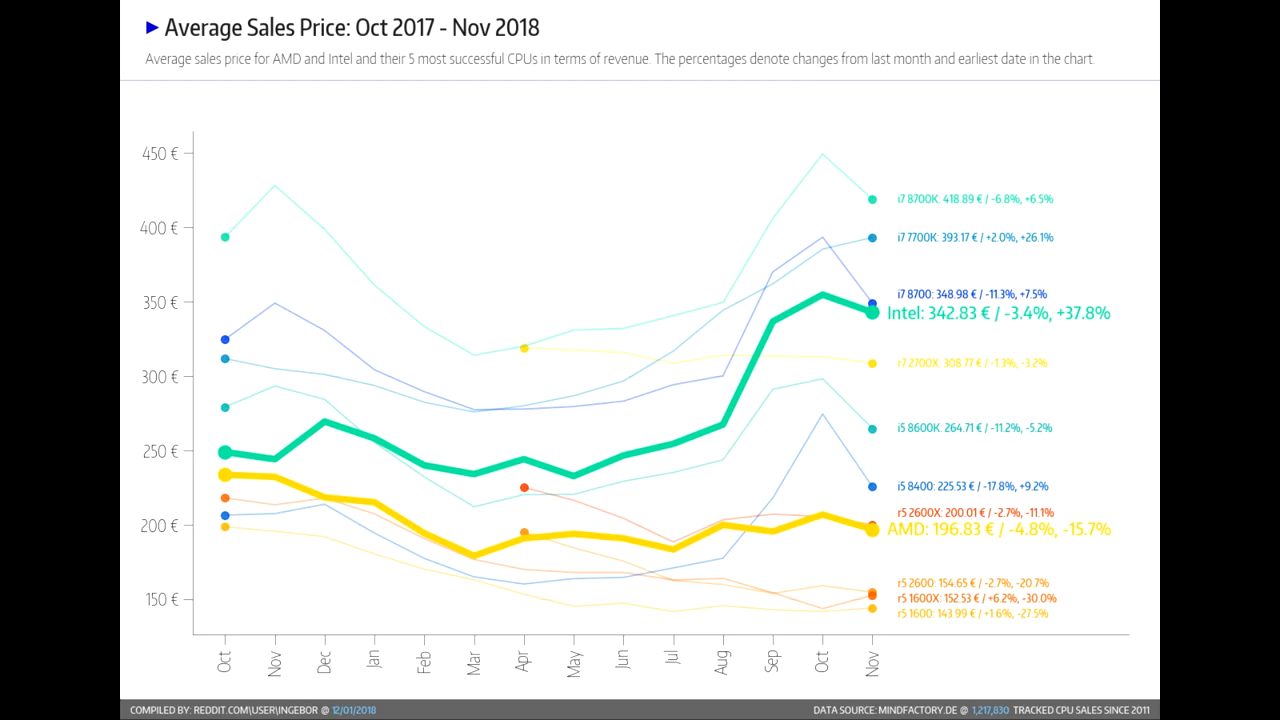 Average Sales Price: Oct 2017 - Nov 2018
Average sales price for AMD and Intel and their 5 most successful CPUs in terms of revenue. The percentages denote changes from last month and earliest date in the chart.
450 €
400 €
350 €
300 €
250 €
200 €
150 €
i7 8700K: 418.89 € / -6.8%, +6.5%
i7 7700K: 393.17 € / +2.0%, +26.1%
i7 8700: 348.98 € / -11.3%, +7.5%
Intel: 342.83 € / -3.4%, +37.8%
r7 2700X: 308.77 € / -1.3%, -3.2%
i5 8600K: 264.71 € / -11.2%, -5.2%
i5 8400: 225.53 € / -17.8%, +9.2%
r5 2600X: 200.01 € / -2.7%, -11.1%
AMD: 196.83 € / -4.8%, -15.7%
r5 2600: 154.65 € / -2.7%, -20.7%
r5 1600X: 152.53 € / +6.2%, -30.0%
r5 1600: 143.99 € / +1.6%, -27.5%
Oct Nov Dec Jan Feb Mar Apr May Jun Jul Aug Sep Oct Nov
COMPILED BY: REDDIT.COM\USER\INGEBOR @ 12/01/2018
DATA SOURCE: MINDFACTORY.DE @ 1,217,830 TRACKED CPU SALES SINCE 2011